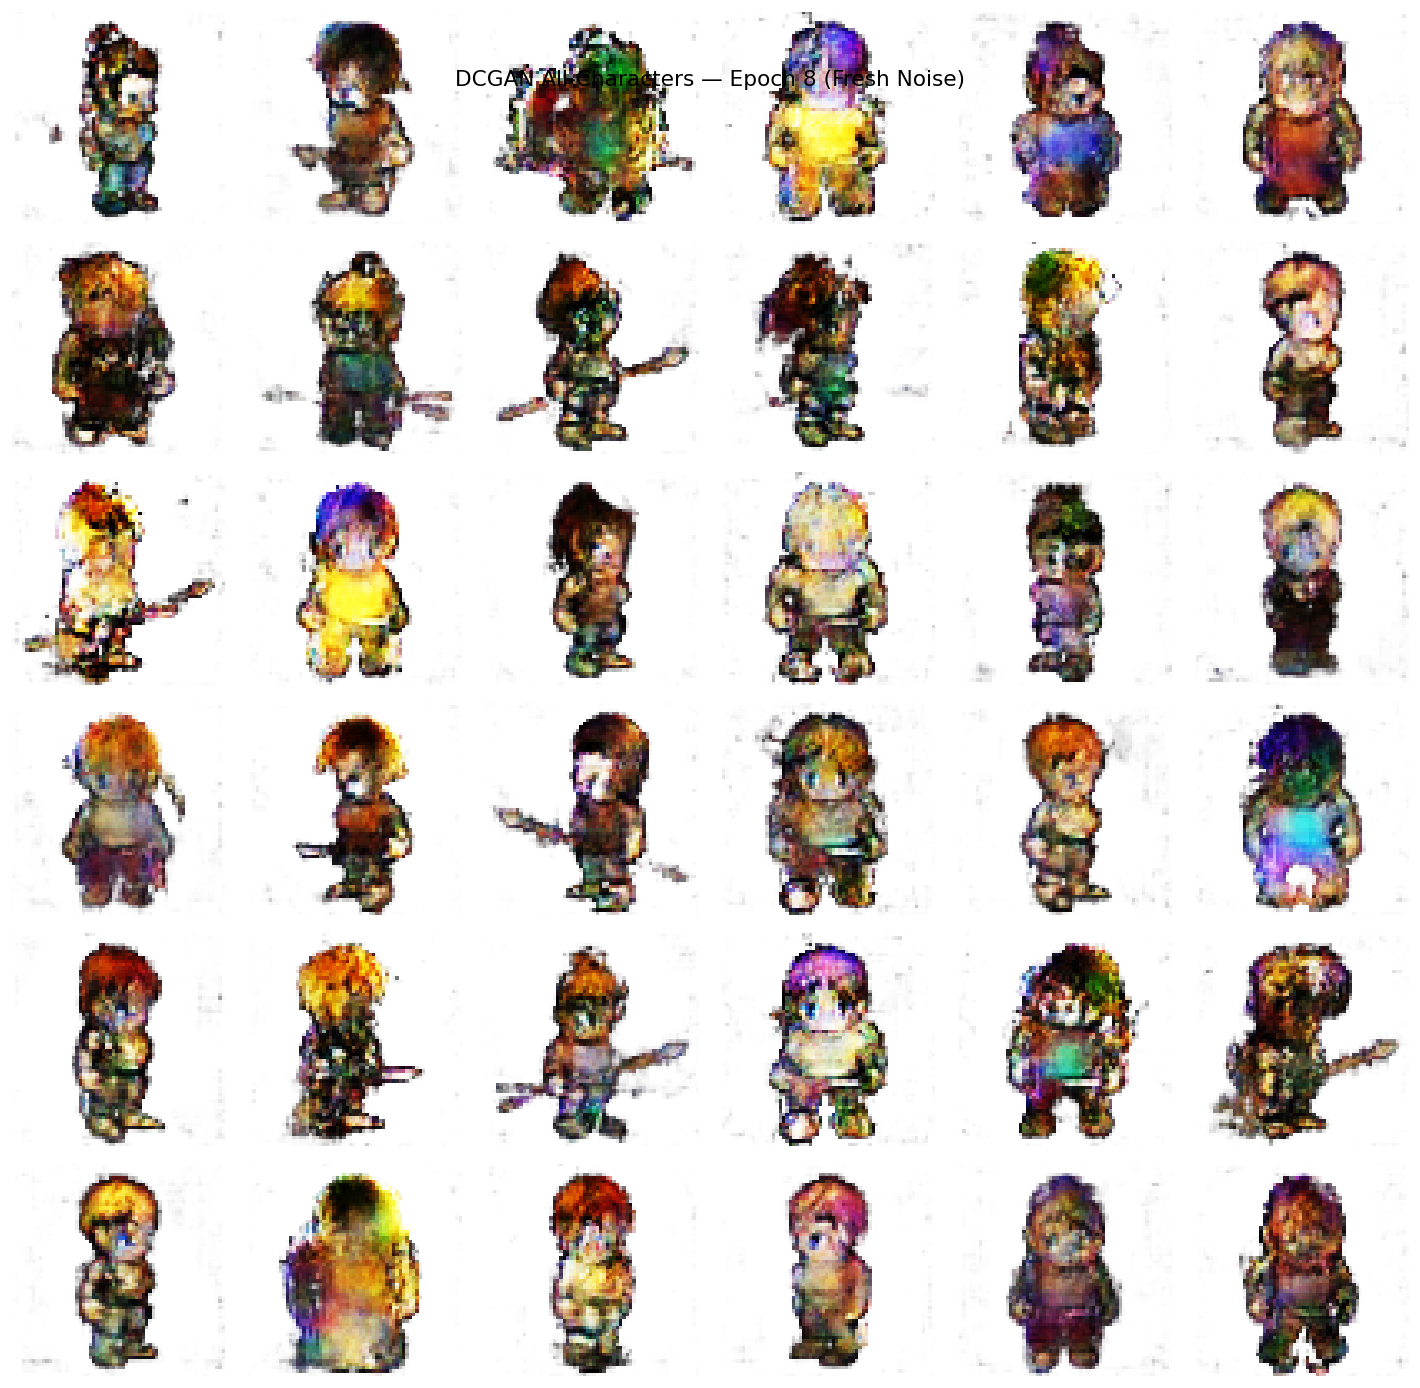 DCGAN All Characters — Epoch 8 (Fresh Noise)